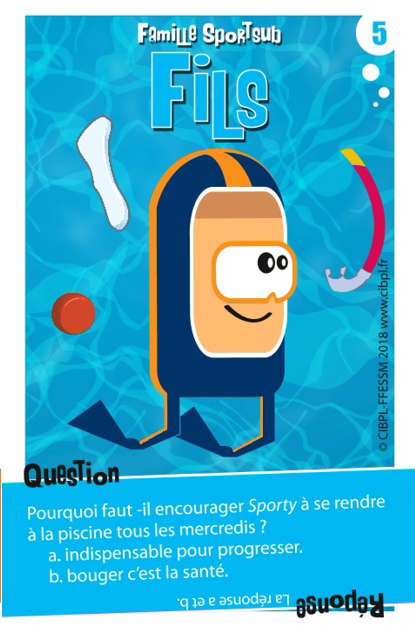 Famille Sportsub
5
Fils
© CIBPL-FFESSM 2018 www.cibpl.fr
Question
Pourquoi faut -il encourager Sporty à se rendre
à la piscine tous les mercredis ?
a. indispensable pour progresser.
b. bouger c’est la santé.
La réponse a et b.
Réponse